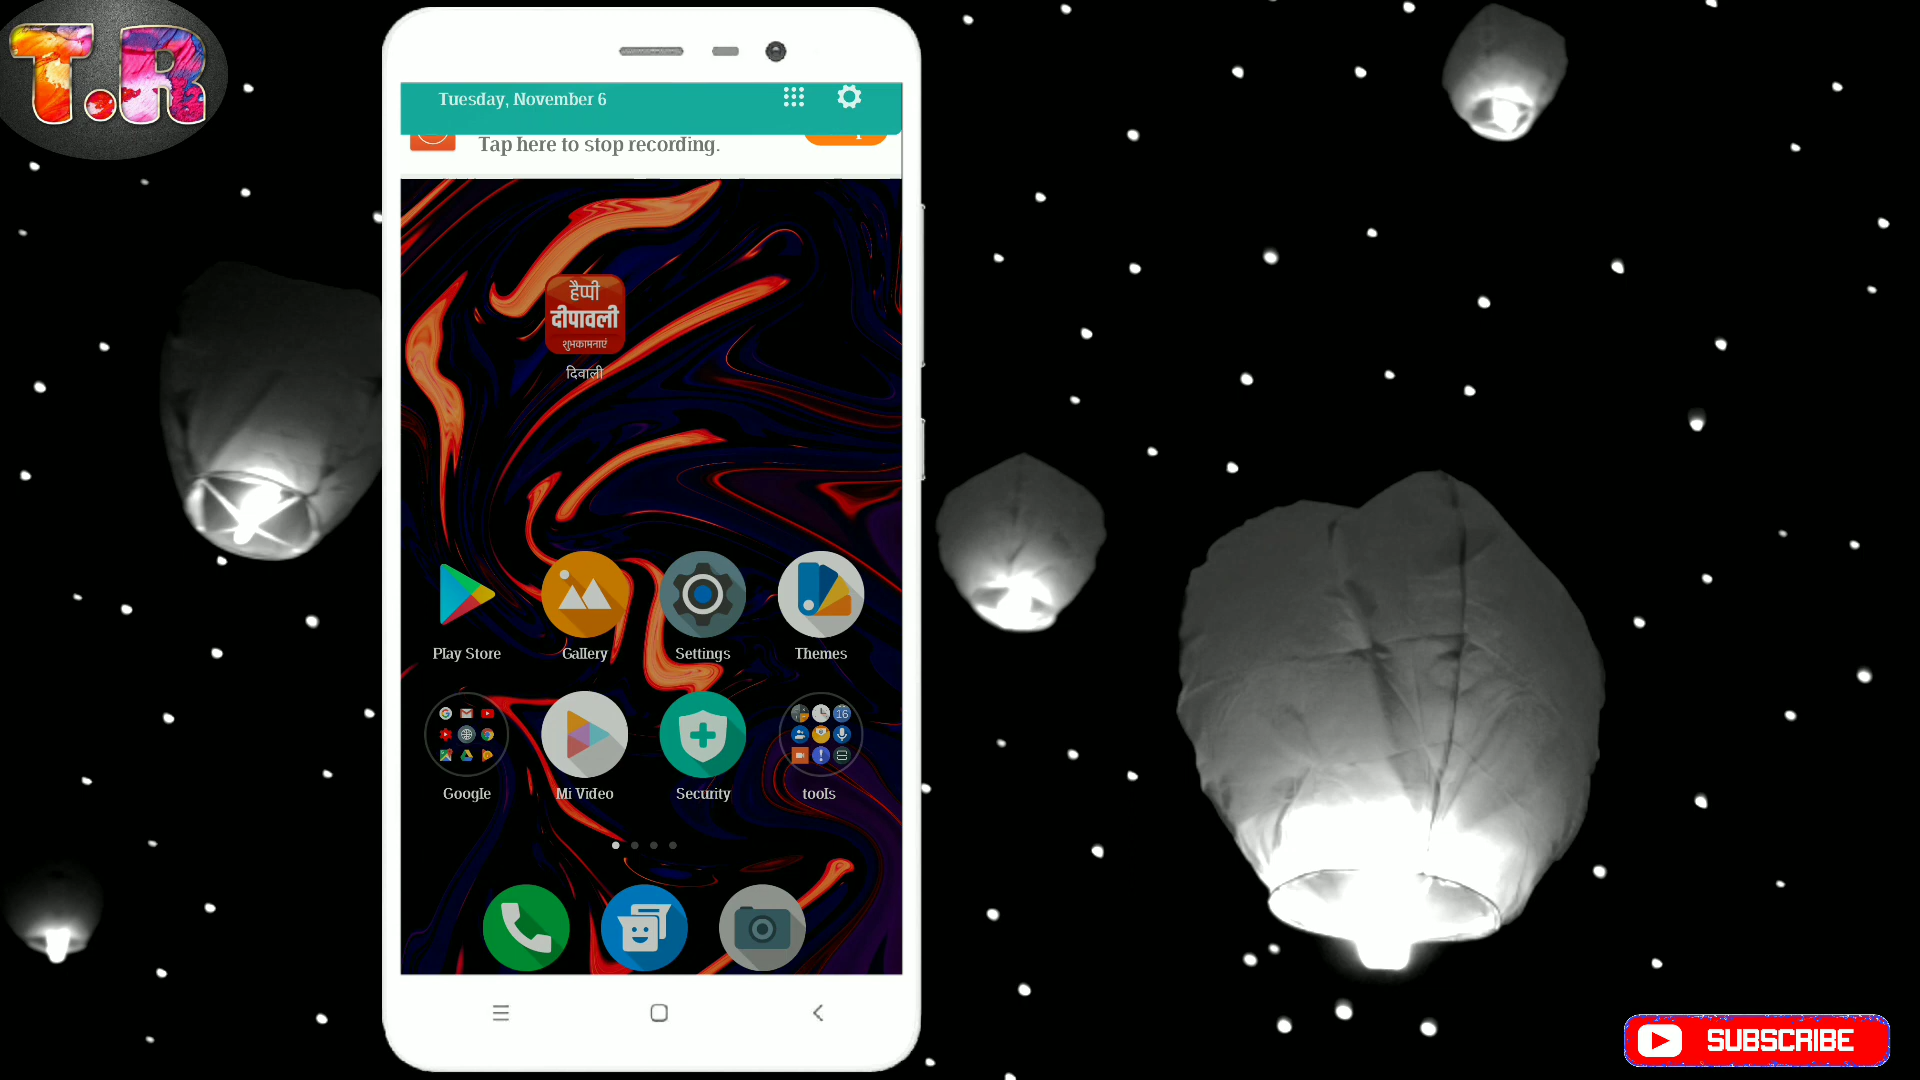 T.R
Tuesday, November 6
Tap here to stop recording.
हैप्पी
दीपावली
शुभकामनाएं
दिवाली
Play Store
Gallery
Settings
Themes
16
Google
Mi Video
Security
tools
SUBSCRIBE